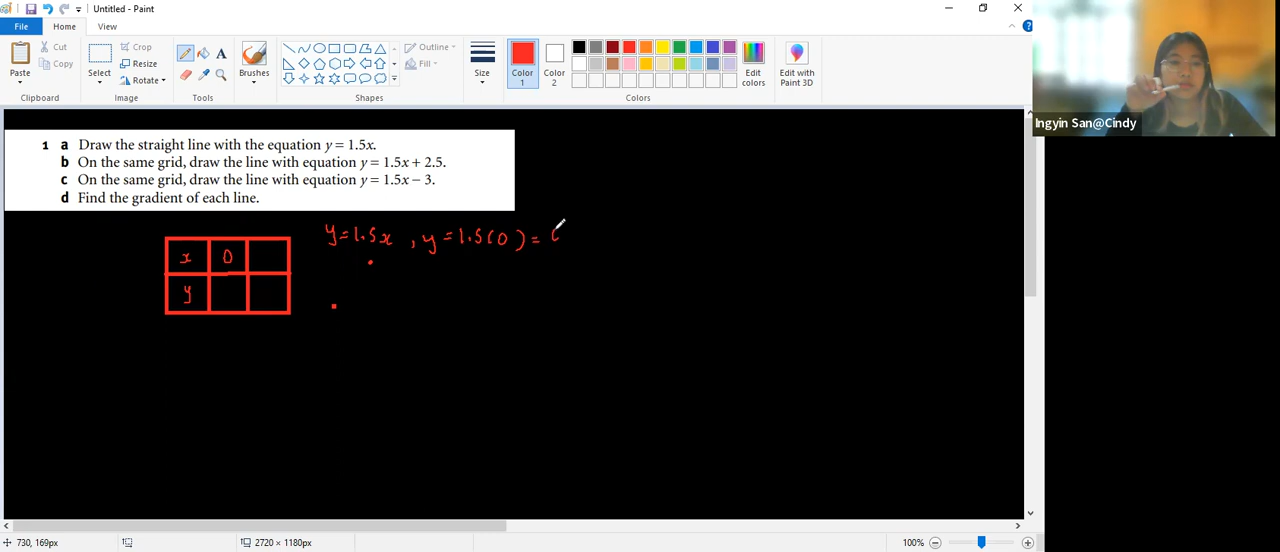 Untitled - Paint
File Home View
Paste
Cut
Copy
Clipboard
Select
Crop
Resize
Rotate
Image
A
Tools
Brushes
Outline
Fill
Shapes
Size
Color 1
Color 2
Edit colors
Colors
Edit with Paint 3D
Ingyin San@Cindy
1 a Draw the straight line with the equation y = 1.5x.
b On the same grid, draw the line with equation y = 1.5x + 2.5.
c On the same grid, draw the line with equation y = 1.5x − 3.
d Find the gradient of each line.
y = 1.5x , y = 1.5(0) =
x 0
y
730, 169px
2720 × 1180px
100%